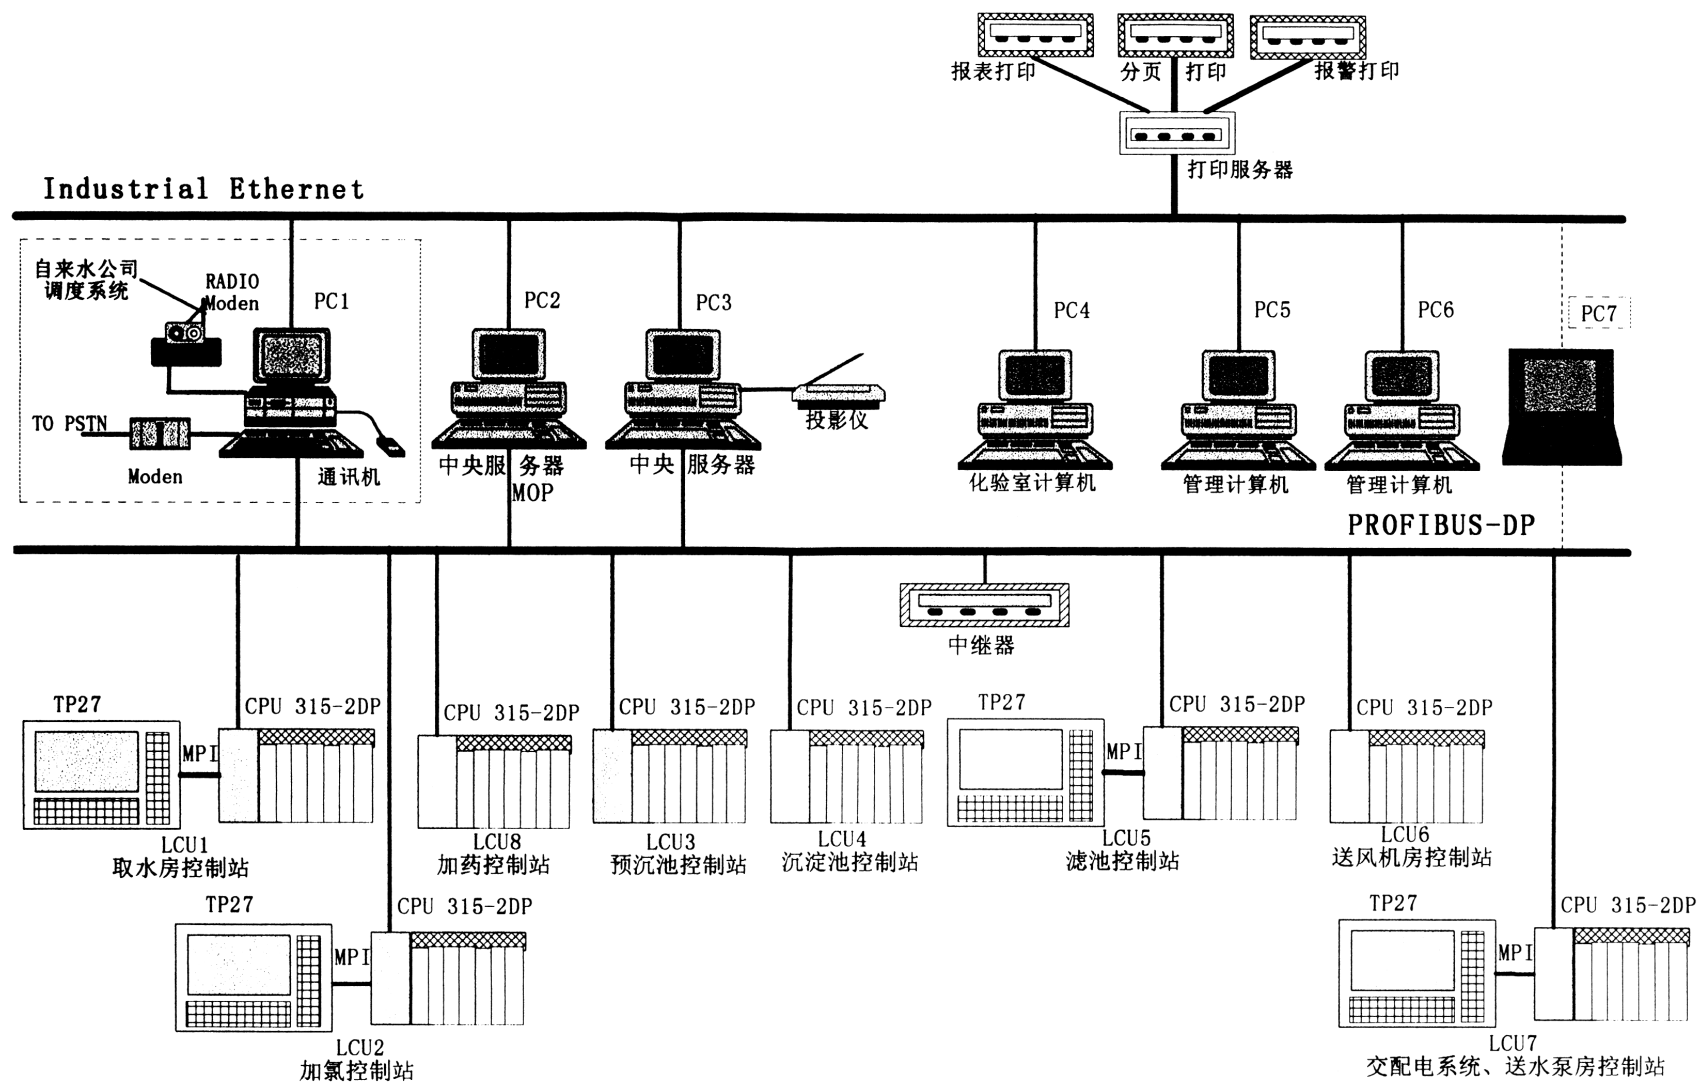 报表打印
分页 打印
报警打印
打印服务器
Industrial Ethernet
自来水公司
调度系统
RADIO
Moden
PC1
PC2
PC3
PC4
PC5
PC6
PC7
TO PSTN
Moden
通讯机
中央服 务器
MOP
中央 服务器
投影仪
化验室计算机
管理计算机
管理计算机
PROFIBUS-DP
中继器
TP27
CPU 315-2DP
MPI
LCU1
取水房控制站
CPU 315-2DP
LCU8
加药控制站
CPU 315-2DP
LCU3
预沉池控制站
CPU 315-2DP
LCU4
沉淀池控制站
TP27
CPU 315-2DP
MPI
LCU5
滤池控制站
CPU 315-2DP
LCU6
送风机房控制站
TP27
CPU 315-2DP
MPI
LCU2
加氯控制站
TP27
CPU 315-2DP
MPI
LCU7
交配电系统、送水泵房控制站